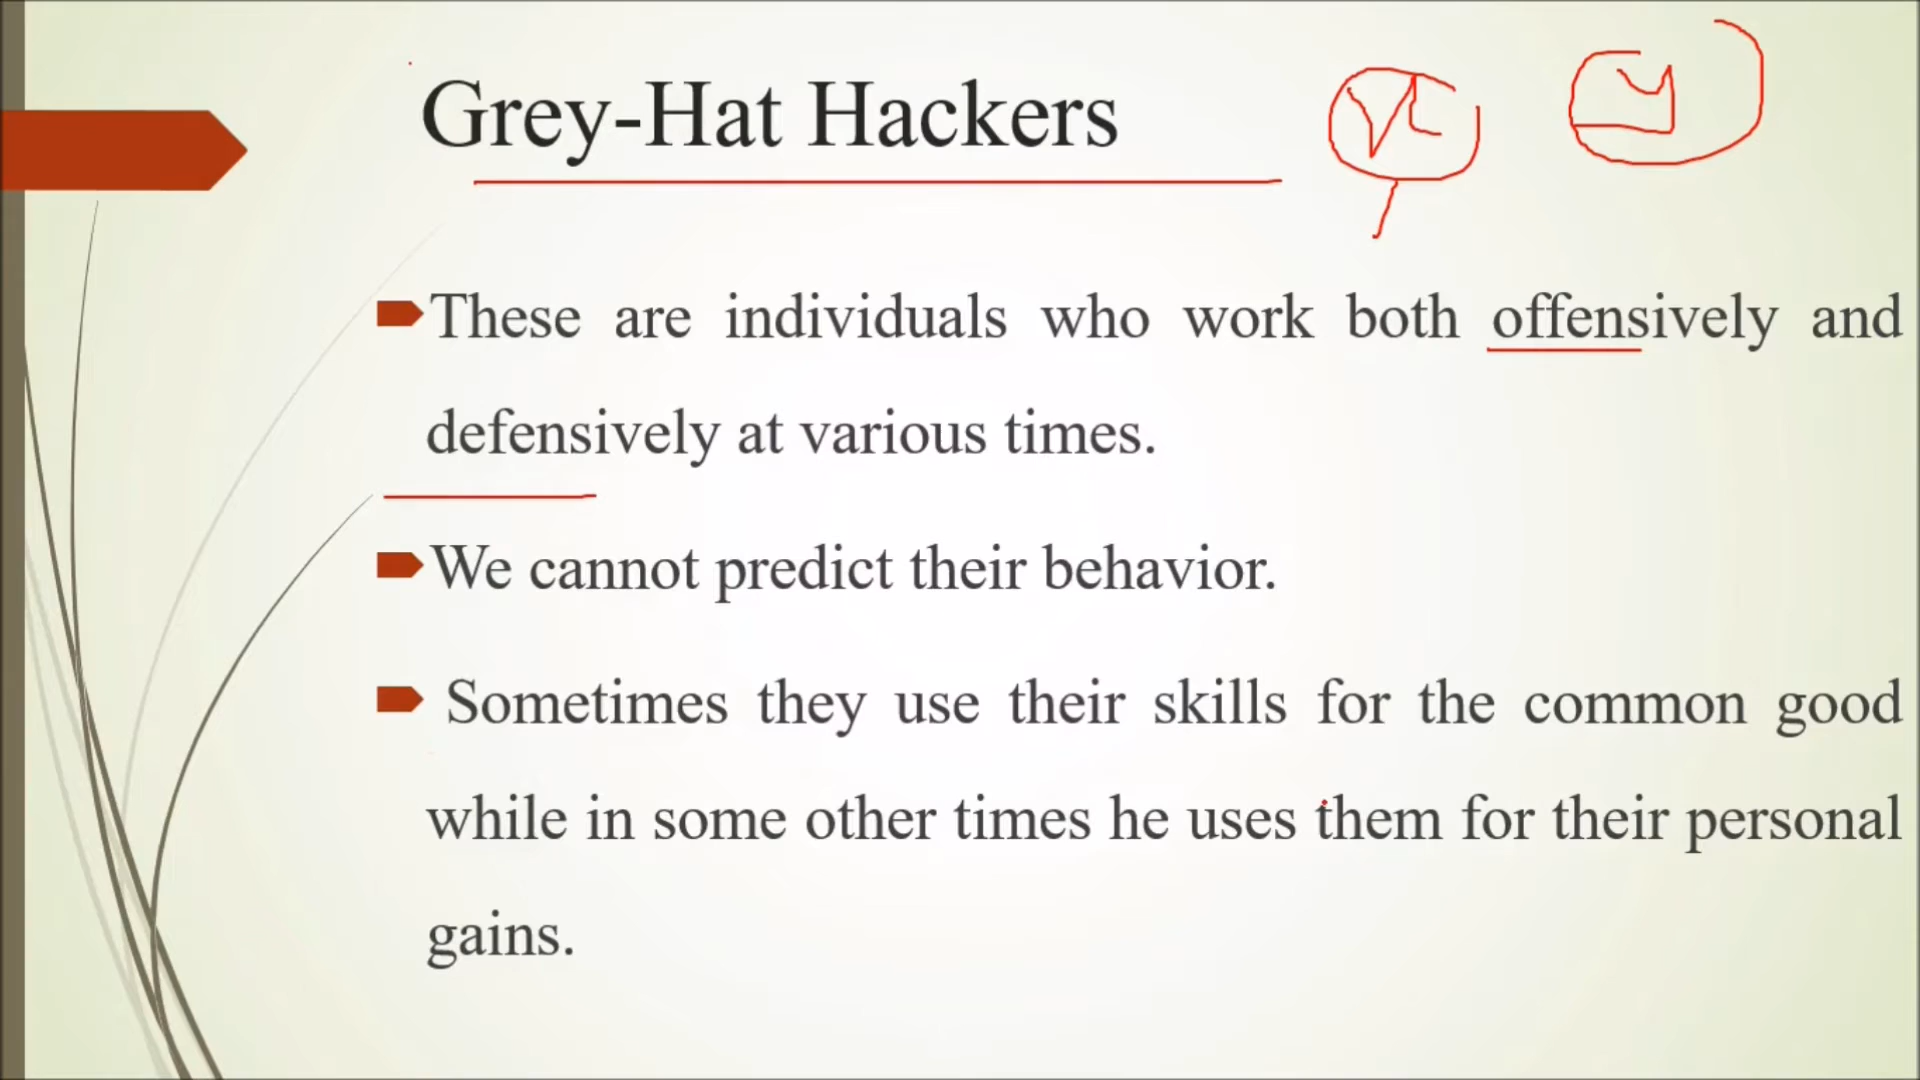 Grey-Hat Hackers
These are individuals who work both offensively and
defensively at various times.
We cannot predict their behavior.
Sometimes they use their skills for the common good
while in some other times he uses them for their personal
gains.